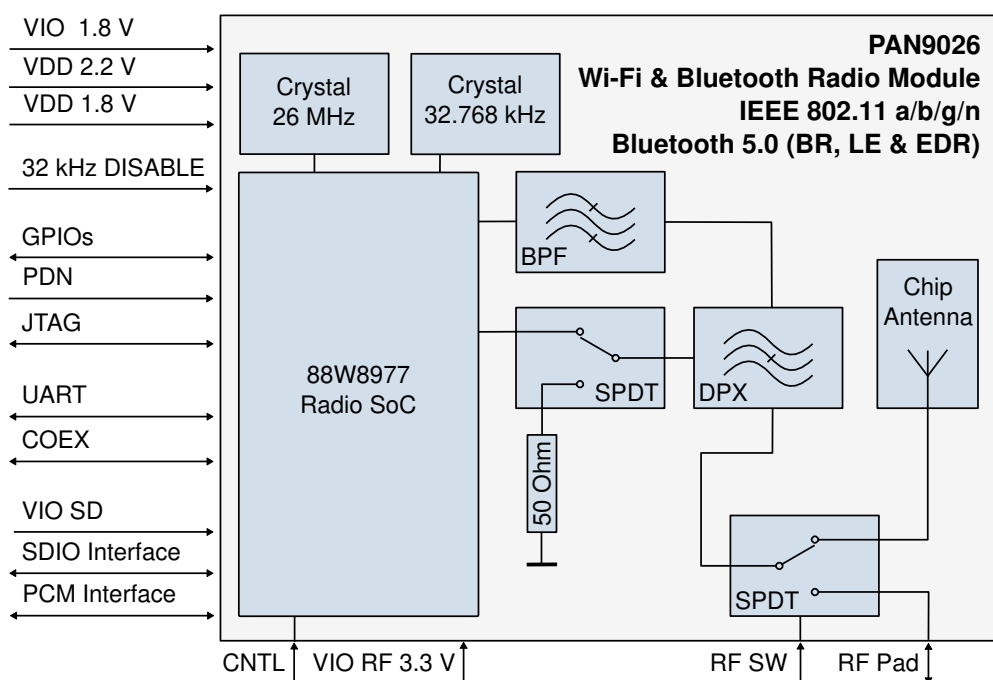 VIO 1.8 V
VDD 2.2 V
VDD 1.8 V
32 kHz DISABLE
GPIOs
PDN
JTAG
UART
COEX
VIO SD
SDIO Interface
PCM Interface
PAN9026
Wi-Fi & Bluetooth Radio Module
IEEE 802.11 a/b/g/n
Bluetooth 5.0 (BR, LE & EDR)
Crystal
26 MHz
Crystal
32.768 kHz
BPF
Chip
Antenna
88W8977
Radio SoC
SPDT
DPX
50 Ohm
SPDT
CNTL
VIO RF 3.3 V
RF SW
RF Pad